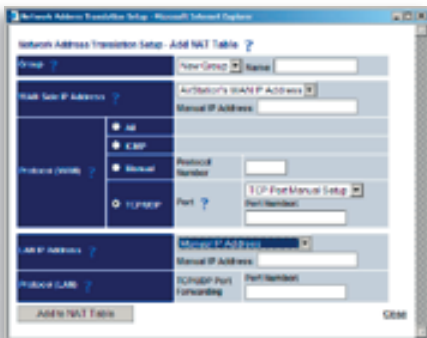 Network Address Translation Setup - Microsoft Internet Explorer
Network Address Translation Setup - Add NAT Table ?
Group ? New Group Name
WAN Side IP Address ? AirStation's WAN IP Address
Manual IP Address
All
ICMP
Protocol (WAN) ? Manual Protocol Number
TCP/UDP Port ? TCP Port Manual Setup
Port Number:
LAN IP Address ? Manual IP Address
Manual IP Address
Protocol (LAN) ? TCP/UDP Port Forwarding Port Number:
Add to NAT Table Close